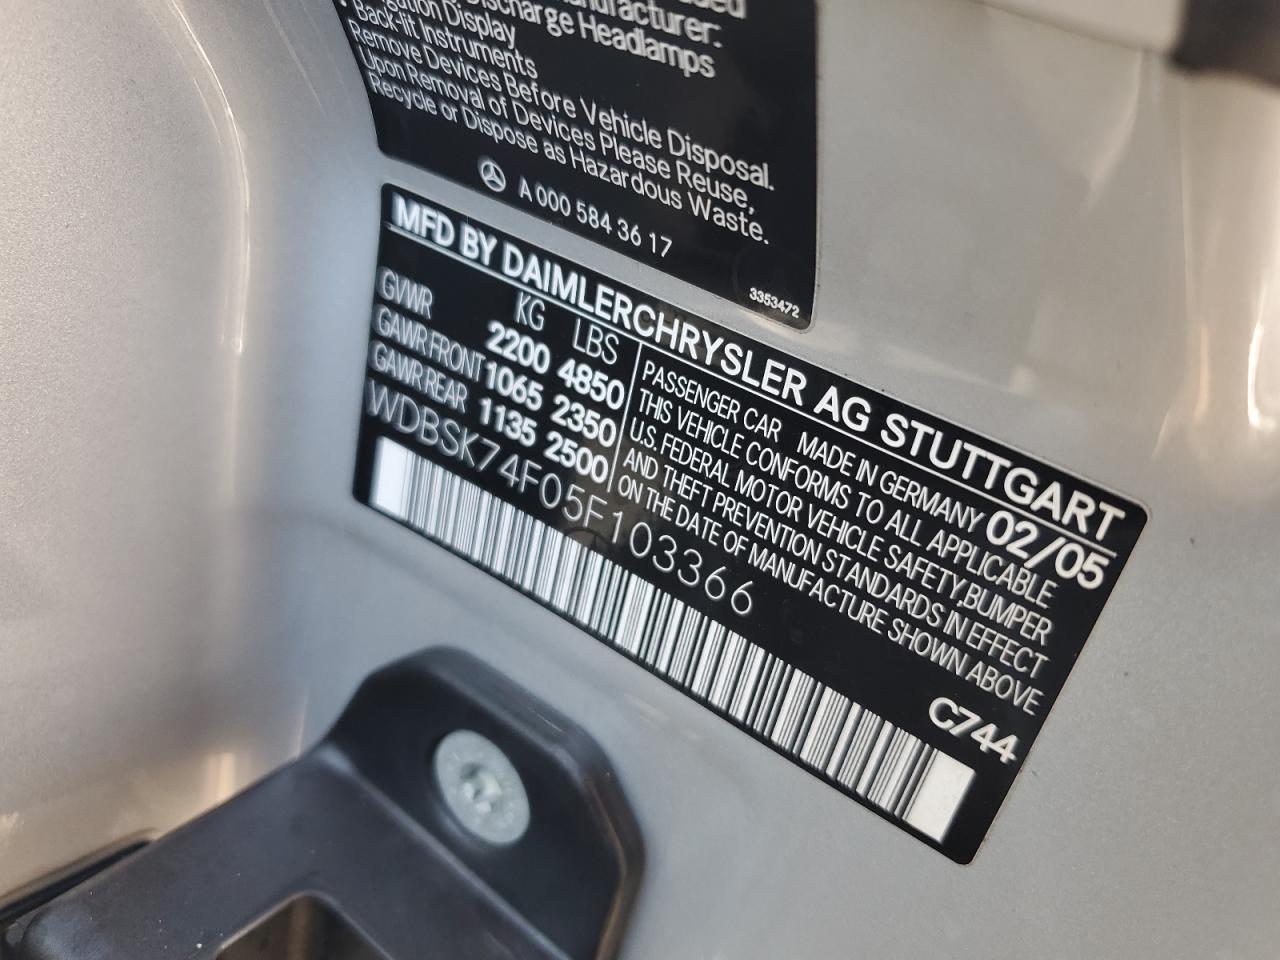 Manufacturer:
Discharge Headlamps
Display
• Back-lit Instruments
Remove Devices Before Vehicle Disposal.
Upon Removal of Devices Please Reuse,
Recycle or Dispose as Hazardous Waste.
A 000 584 36 17
3353472
MFD BY DAIMLERCHRYSLER AG STUTTGART
KG LBS
GVWR 2200 4850
GAWR FRONT 1065 2350
GAWR REAR 1135 2500
PASSENGER CAR MADE IN GERMANY 02/05
THIS VEHICLE CONFORMS TO ALL APPLICABLE
U.S. FEDERAL MOTOR VEHICLE SAFETY,BUMPER
AND THEFT PREVENTION STANDARDS IN EFFECT
ON THE DATE OF MANUFACTURE SHOWN ABOVE
WDBSK74F05F103366
C744